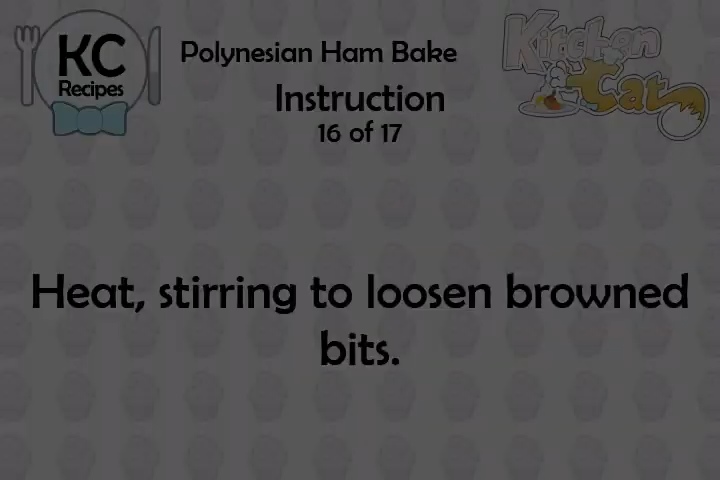 KC
Recipes
Polynesian Ham Bake
Instruction
16 of 17
Kitchen
Cat
Heat, stirring to loosen browned
bits.